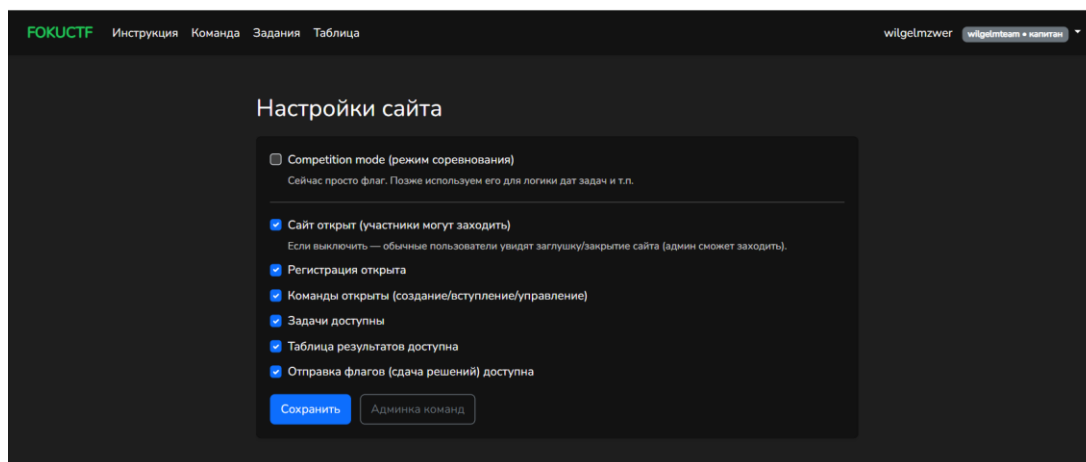 FOKUCTF Инструкция Команда Задания Таблица wilgelmzwer wilgelmteam • капитан
Настройки сайта
Competition mode (режим соревнования)
Сейчас просто флаг. Позже используем его для логики дат задач и т.п.
Сайт открыт (участники могут заходить)
Если выключить — обычные пользователи увидят заглушку/закрытие сайта (админ сможет заходить).
Регистрация открыта
Команды открыты (создание/вступление/управление)
Задачи доступны
Таблица результатов доступна
Отправка флагов (сдача решений) доступна
Сохранить Админка команд